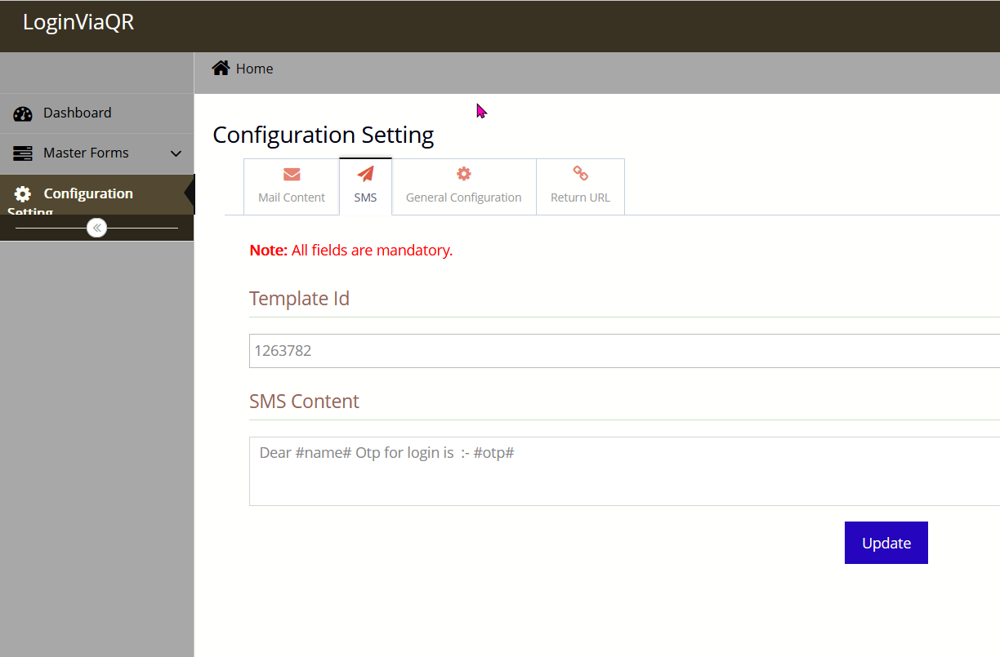 LoginViaQR
Home
Dashboard
Master Forms
Configuration
Setting
Configuration Setting
Mail Content
SMS
General Configuration
Return URL
Note: All fields are mandatory.
Template Id
1263782
SMS Content
Dear #name# Otp for login is  :- #otp#
Update